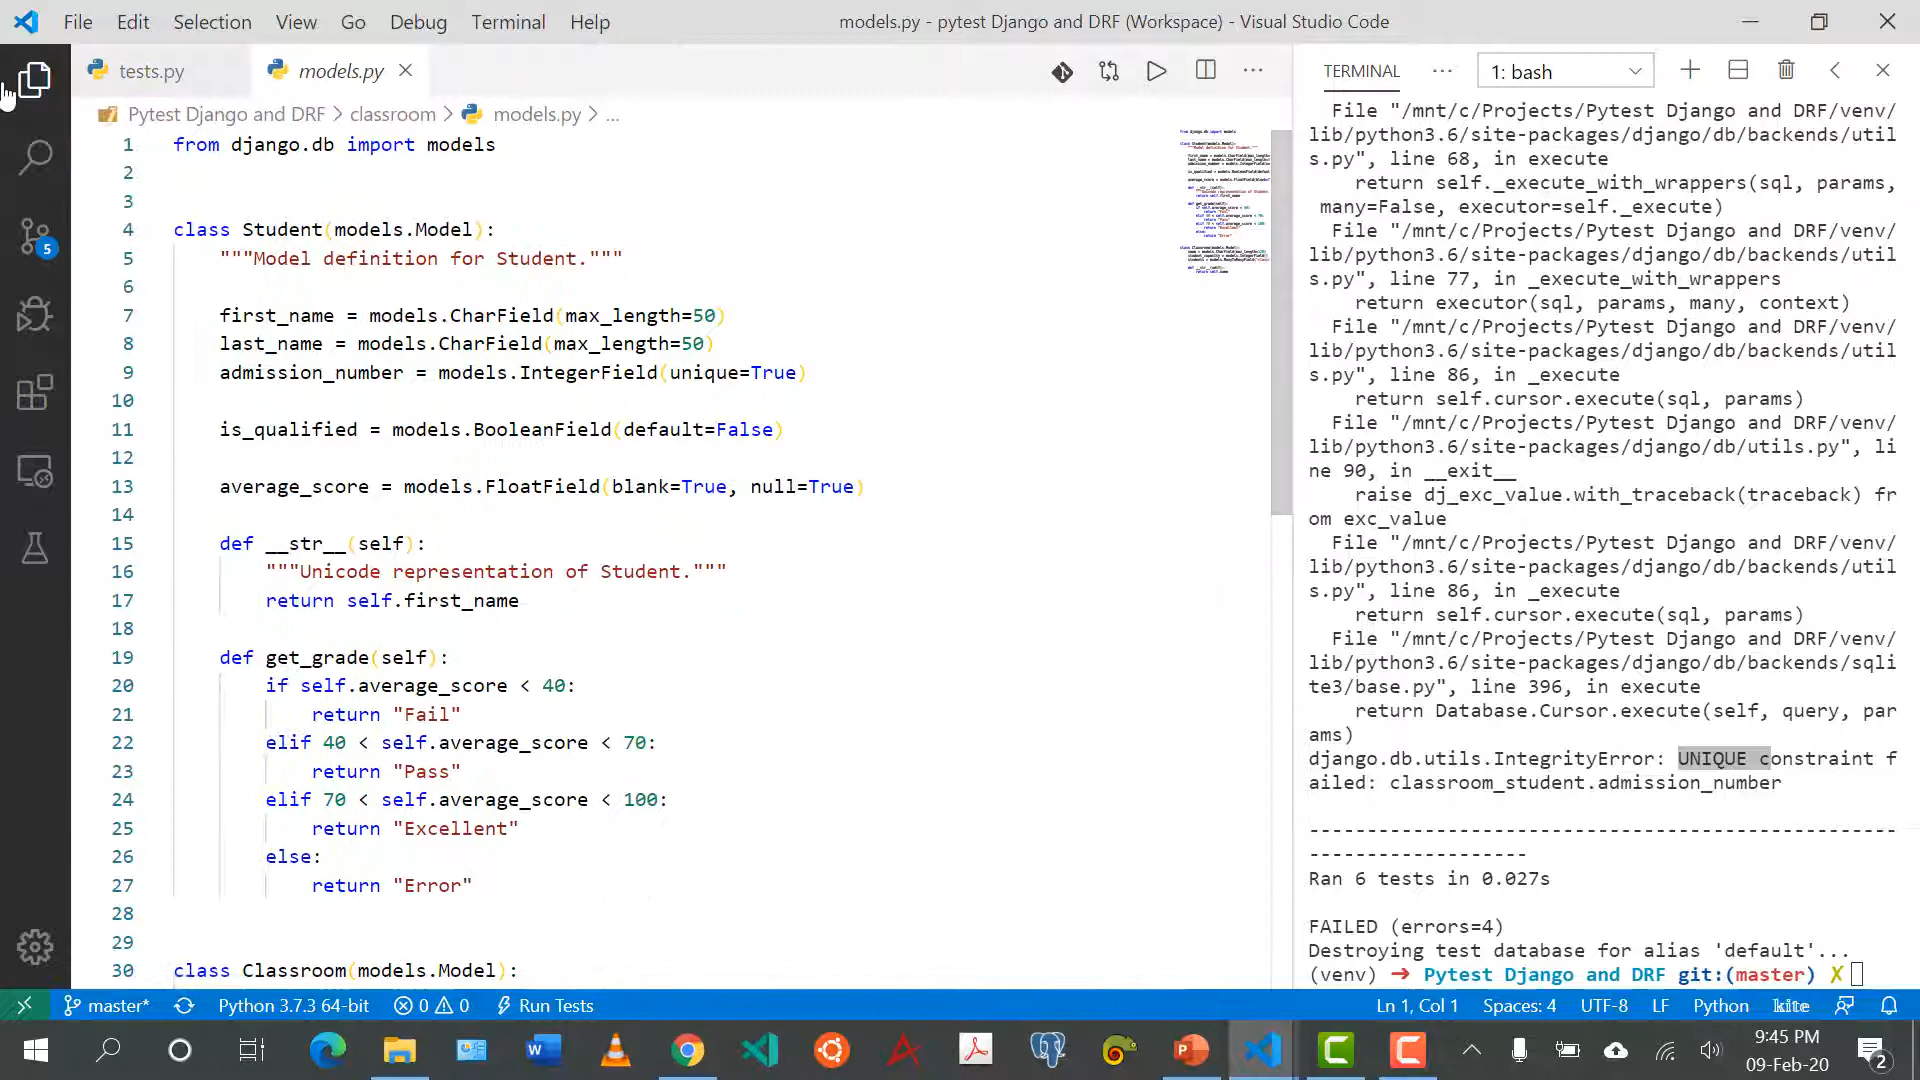 File Edit Selection View Go Debug Terminal Help
models.py - pytest Django and DRF (Workspace) - Visual Studio Code
tests.py
models.py
Pytest Django and DRF > classroom > models.py > ...
1 from django.db import models
2
3
4 class Student(models.Model):
5 """Model definition for Student."""
6
7 first_name = models.CharField(max_length=50)
8 last_name = models.CharField(max_length=50)
9 admission_number = models.IntegerField(unique=True)
10
11 is_qualified = models.BooleanField(default=False)
12
13 average_score = models.FloatField(blank=True, null=True)
14
15 def __str__(self):
16 """Unicode representation of Student."""
17 return self.first_name
18
19 def get_grade(self):
20 if self.average_score < 40:
21 return "Fail"
22 elif 40 < self.average_score < 70:
23 return "Pass"
24 elif 70 < self.average_score < 100:
25 return "Excellent"
26 else:
27 return "Error"
28
29
30 class Classroom(models.Model):
TERMINAL ... 1: bash
File "/mnt/c/Projects/Pytest Django and DRF/venv/
lib/python3.6/site-packages/django/db/backends/util
s.py", line 68, in execute
return self._execute_with_wrappers(sql, params,
many=False, executor=self._execute)
File "/mnt/c/Projects/Pytest Django and DRF/venv/
lib/python3.6/site-packages/django/db/backends/util
s.py", line 77, in _execute_with_wrappers
return executor(sql, params, many, context)
File "/mnt/c/Projects/Pytest Django and DRF/venv/
lib/python3.6/site-packages/django/db/backends/util
s.py", line 86, in _execute
return self.cursor.execute(sql, params)
File "/mnt/c/Projects/Pytest Django and DRF/venv/
lib/python3.6/site-packages/django/db/utils.py", li
ne 90, in __exit__
raise dj_exc_value.with_traceback(traceback) fr
om exc_value
File "/mnt/c/Projects/Pytest Django and DRF/venv/
lib/python3.6/site-packages/django/db/backends/util
s.py", line 86, in _execute
return self.cursor.execute(sql, params)
File "/mnt/c/Projects/Pytest Django and DRF/venv/
lib/python3.6/site-packages/django/db/backends/sqli
te3/base.py", line 396, in execute
return Database.Cursor.execute(self, query, par
ams)
django.db.utils.IntegrityError: UNIQUE constraint f
ailed: classroom_student.admission_number
---------------------------------------------------
-------------------
Ran 6 tests in 0.027s
FAILED (errors=4)
Destroying test database for alias 'default'...
(venv) ➜ Pytest Django and DRF git:(master) ✗
5
master* Python 3.7.3 64-bit 0 0 Run Tests
Ln 1, Col 1 Spaces: 4 UTF-8 LF Python kite
9:45 PM
09-Feb-20
2